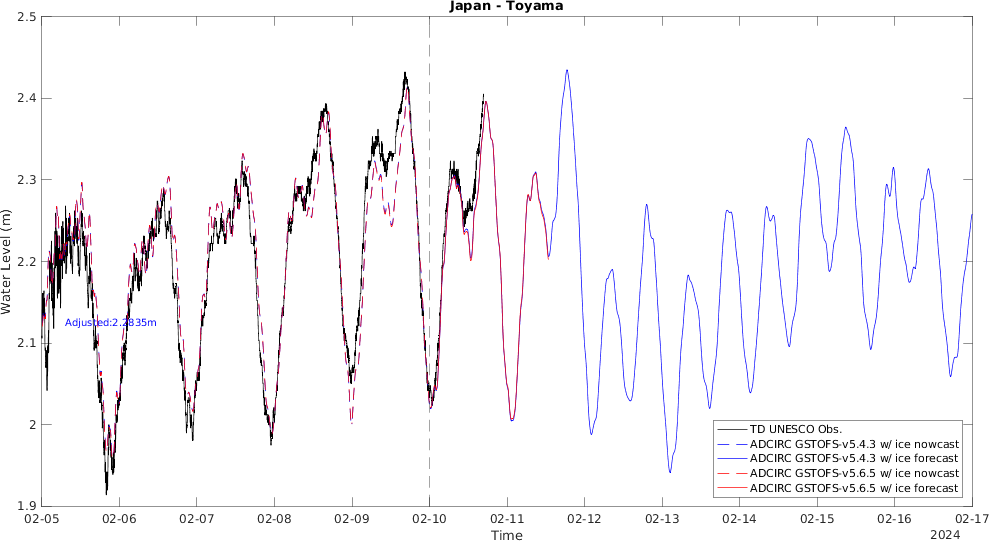 Japan - Toyama
2.5
2.4
2.3
2.2
2.1
2
1.9
Water Level (m)
Adjusted:2.2835m
TD UNESCO Obs.
ADCIRC GSTOFS-v5.4.3 w/ ice nowcast
ADCIRC GSTOFS-v5.4.3 w/ ice forecast
ADCIRC GSTOFS-v5.6.5 w/ ice nowcast
ADCIRC GSTOFS-v5.6.5 w/ ice forecast
02-05 02-06 02-07 02-08 02-09 02-10 02-11 02-12 02-13 02-14 02-15 02-16 02-17
Time
2024